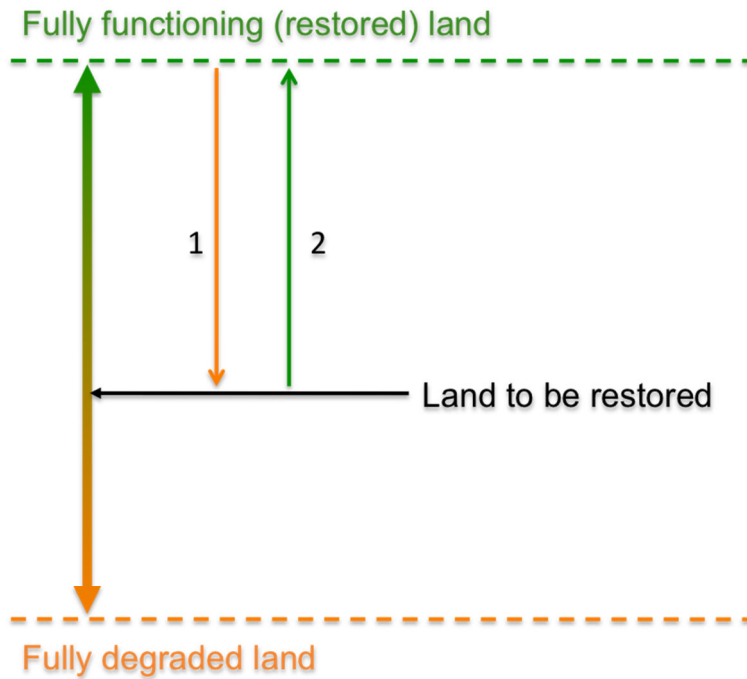 Fully functioning (restored) land
1
2
Land to be restored
Fully degraded land